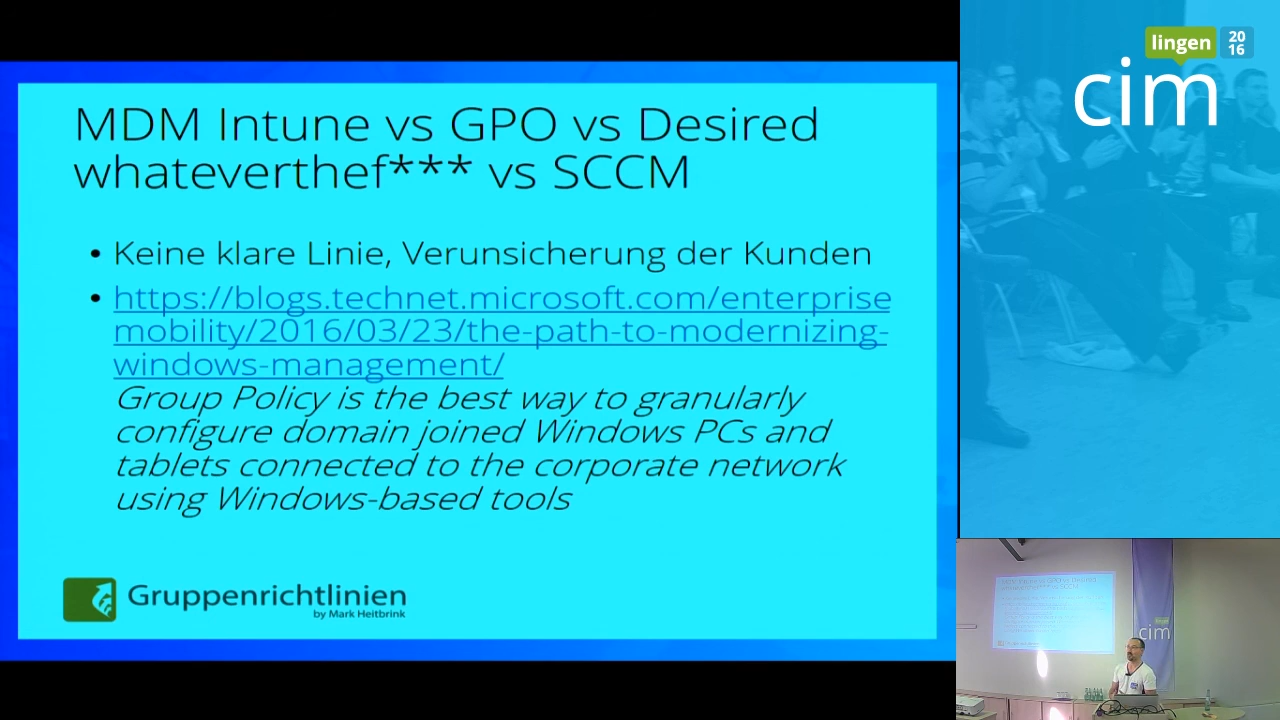 MDM Intune vs GPO vs Desired
whateverthef*** vs SCCM
• Keine klare Linie, Verunsicherung der Kunden
• https://blogs.technet.microsoft.com/enterprise
mobility/2016/03/23/the-path-to-modernizing-
windows-management/
Group Policy is the best way to granularly
configure domain joined Windows PCs and
tablets connected to the corporate network
using Windows-based tools
Gruppenrichtlinien
by Mark Heitbrink
lingen
20
16
cim
cim